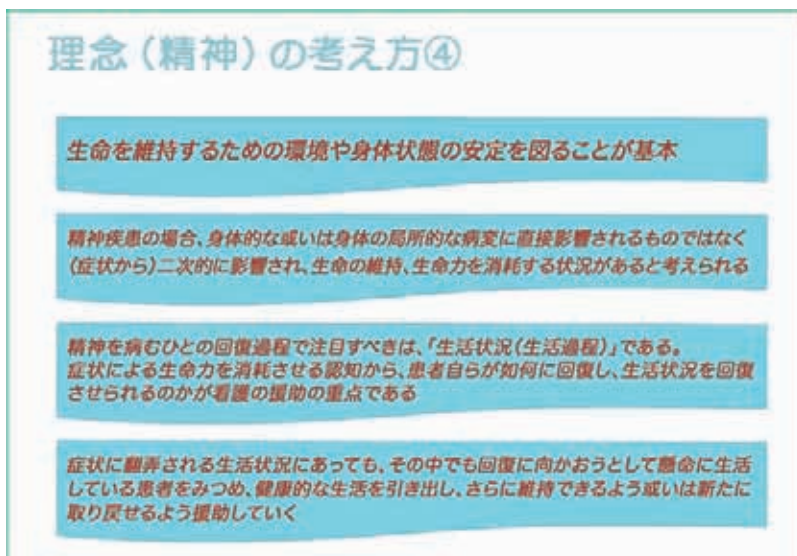 理念（精神）の考え方④
生命を維持するための環境や身体状態の安定を図ることが基本
精神疾患の場合、身体的な或いは身体の局所的な病変に直接影響されるものではなく
（症状から）二次的に影響され、生命の維持、生命力を消耗する状況があると考えられる
精神を病むひとの回復過程で注目すべきは、「生活状況（生活過程）」である。
症状による生命力を消耗させる認知から、患者自らが如何に回復し、生活状況を回復
させられるのかが看護の援助の重点である
症状に翻弄される生活状況にあっても、その中でも回復に向かおうとして懸命に生活
している患者をみつめ、健康的な生活を引き出し、さらに維持できるよう或いは新たに
取り戻せるよう援助していく